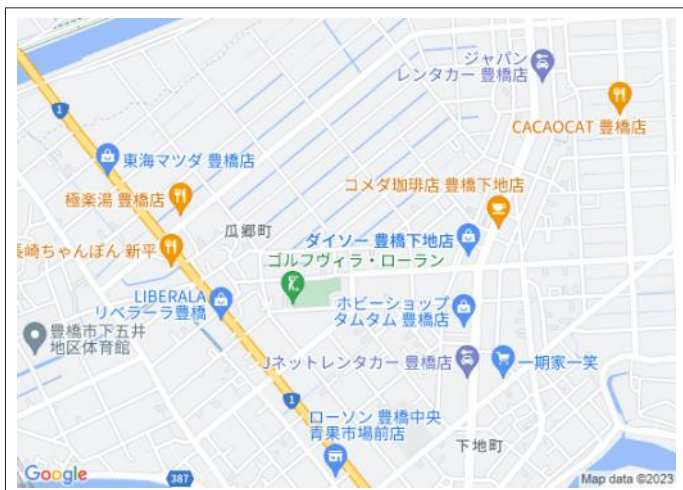 ジャパン
レンタカー 豊橋店
1
CACAOCAT 豊橋店
東海マツダ 豊橋店
コメダ珈琲店 豊橋下地店
極楽湯 豊橋店
瓜郷町
ダイソー 豊橋下地店
長崎ちゃんぽん 新平
ゴルフヴィラ・ローラン
LIBERALA
リベラーラ豊橋
ホビーショップ
タムタム 豊橋店
豊橋市下五井
地区体育館
Jネットレンタカー 豊橋店
一期家一笑
1
ローソン 豊橋中央
青果市場前店
下地町
Google
387
Map data ©2023